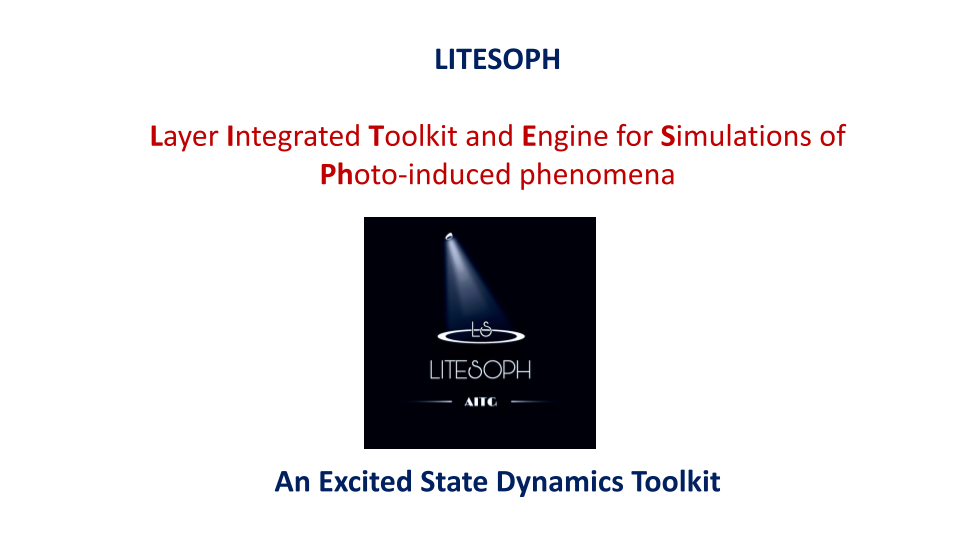 LITESOPH
Layer Integrated Toolkit and Engine for Simulations of
Photo-induced phenomena
LS
LITESOPH
AITG
An Excited State Dynamics Toolkit